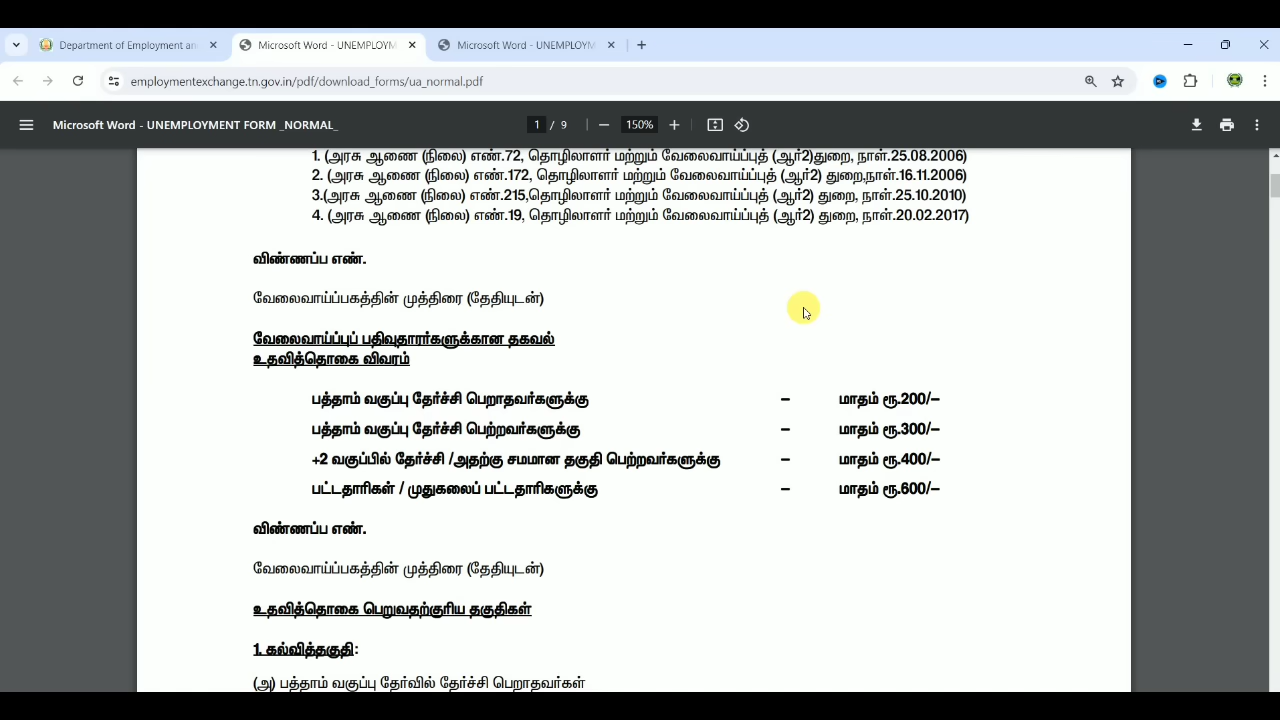 Department of Employment an
Microsoft Word - UNEMPLOYM
Microsoft Word - UNEMPLOYM
employmentexchange.tn.gov.in/pdf/download_forms/ua_normal.pdf
Microsoft Word - UNEMPLOYMENT FORM _NORMAL_
1 / 9
150%
1. (அரசு ஆணை (நிலை) எண்.72, தொழிலாளர் மற்றும் வேலைவாய்ப்புத் (ஆர்2)துறை, நாள்.25.08.2006)
2. (அரசு ஆணை (நிலை) எண்.172, தொழிலாளர் மற்றும் வேலைவாய்ப்புத் (ஆர்2) துறை,நாள்.16.11.2006)
3.(அரசு ஆணை (நிலை) எண்.215,தொழிலாளர் மற்றும் வேலைவாய்ப்புத் (ஆர்2) துறை, நாள்.25.10.2010)
4. (அரசு ஆணை (நிலை) எண்.19, தொழிலாளர் மற்றும் வேலைவாய்ப்புத் (ஆர்2) துறை, நாள்.20.02.2017)
விண்ணப்ப எண்.
வேலைவாய்ப்பகத்தின் முத்திரை (தேதியுடன்)
வேலைவாய்ப்புப் பதிவுதாரர்களுக்கான தகவல்
உதவித்தொகை விவரம்
பத்தாம் வகுப்பு தேர்ச்சி பெறாதவர்களுக்கு – மாதம் ரூ.200/–
பத்தாம் வகுப்பு தேர்ச்சி பெற்றவர்களுக்கு – மாதம் ரூ.300/–
+2 வகுப்பில் தேர்ச்சி /அதற்கு சமமான தகுதி பெற்றவர்களுக்கு – மாதம் ரூ.400/–
பட்டதாரிகள் / முதுகலைப் பட்டதாரிகளுக்கு – மாதம் ரூ.600/–
விண்ணப்ப எண்.
வேலைவாய்ப்பகத்தின் முத்திரை (தேதியுடன்)
உதவித்தொகை பெறுவதற்குரிய தகுதிகள்
1. கல்வித்தகுதி:
(அ) பத்தாம் வகுப்பு தேர்வில் தேர்ச்சி பெறாதவர்கள்